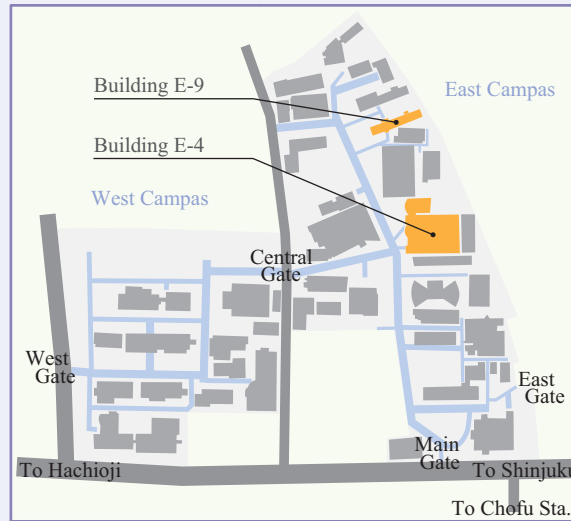 Building E-9
East Campas
Building E-4
West Campas
Central
Gate
West
Gate
East
Gate
Main
Gate
To Hachioji
To Shinjuku
To Chofu Sta.